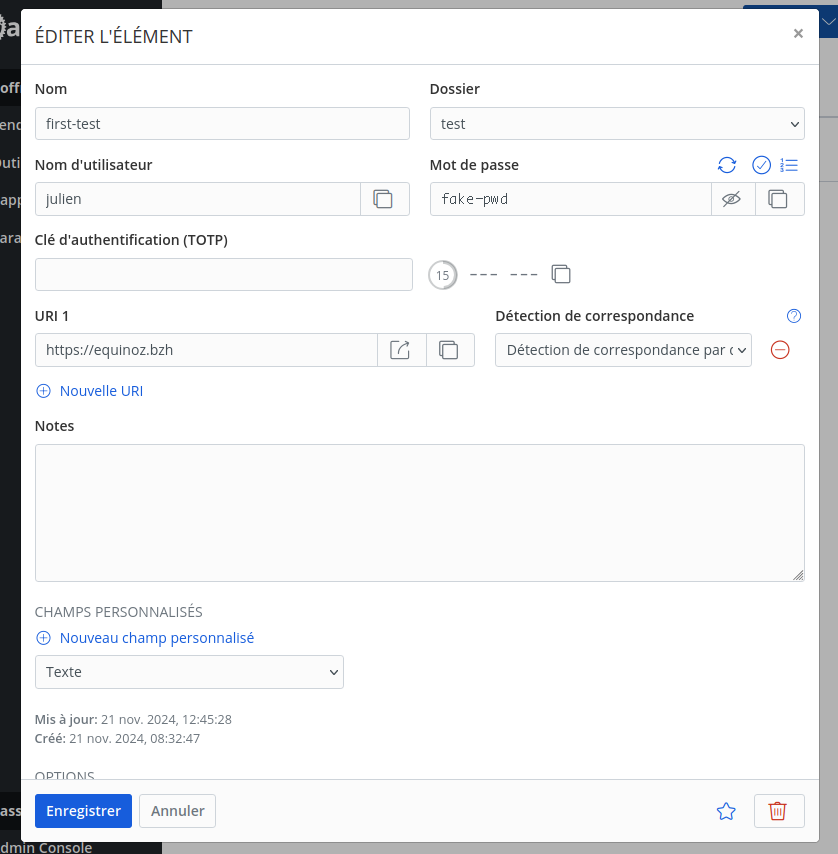 ÉDITER L'ÉLÉMENT
×
Nom
Dossier
first-test
test
Nom d'utilisateur
Mot de passe
julien
fake-pwd
Clé d'authentification (TOTP)
15 --- ---
URI 1
Détection de correspondance
https://equinoz.bzh
Détection de correspondance par
Nouvelle URI
Notes
CHAMPS PERSONNALISÉS
Nouveau champ personnalisé
Texte
Mis à jour: 21 nov. 2024, 12:45:28
Créé: 21 nov. 2024, 08:32:47
OPTIONS
Enregistrer
Annuler
dmin Console